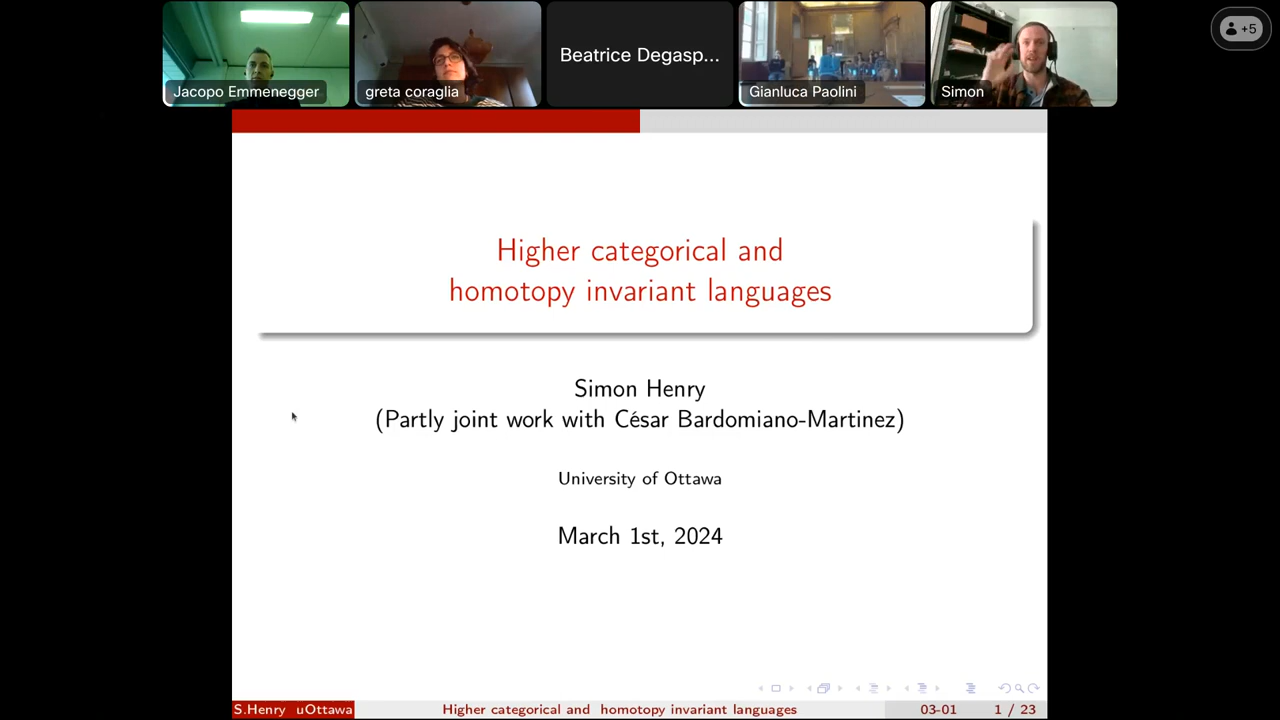 Jacopo Emmenegger
greta coraglia
Beatrice Degasp...
Gianluca Paolini
Simon
+5
Higher categorical and
homotopy invariant languages
Simon Henry
(Partly joint work with César Bardomiano-Martinez)
University of Ottawa
March 1st, 2024
S.Henry uOttawa
Higher categorical and homotopy invariant languages
03-01
1 / 23